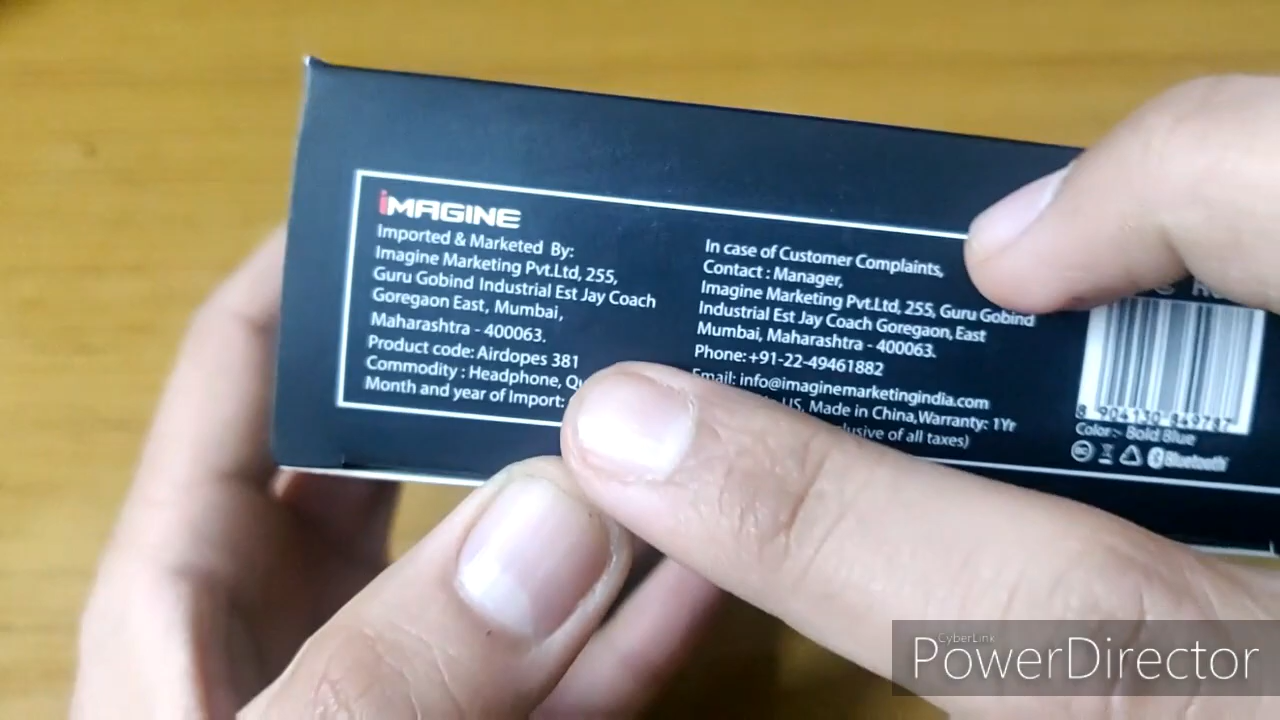 iMAGINE
Imported & Marketed By:
Imagine Marketing Pvt.Ltd, 255,
Guru Gobind Industrial Est Jay Coach
Goregaon East, Mumbai,
Maharashtra - 400063.
Product code: Airdopes 381
Commodity : Headphone,
Month and year of Import:
In case of Customer Complaints,
Contact : Manager,
Imagine Marketing Pvt.Ltd, 255, Guru Gobind
Industrial Est Jay Coach Goregaon, East
Mumbai, Maharashtra - 400063.
Phone: +91-22-49461882
Email: info@imaginemarketingindia.com
US, Made in China,Warranty: 1Yr
of all taxes)
Color:- Bold Blue
Bluetooth
CyberLink
PowerDirector